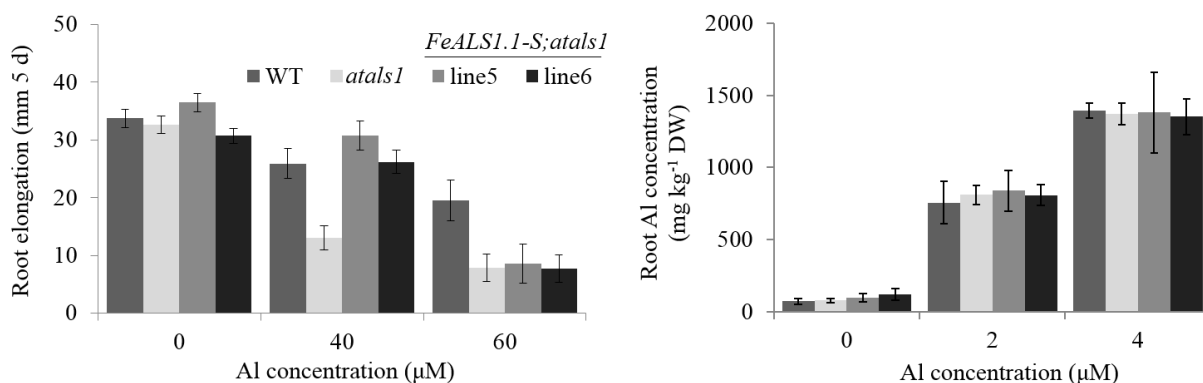 Root elongation (mm 5 d)
50
40
30
20
10
0
FeALS1.1-S;atals1
WT atals1 line5 line6
0 40 60
Al concentration (μM)
Root Al concentration
(mg kg⁻¹ DW)
1500
1000
500
0
0 2 4
Al concentration (μM)